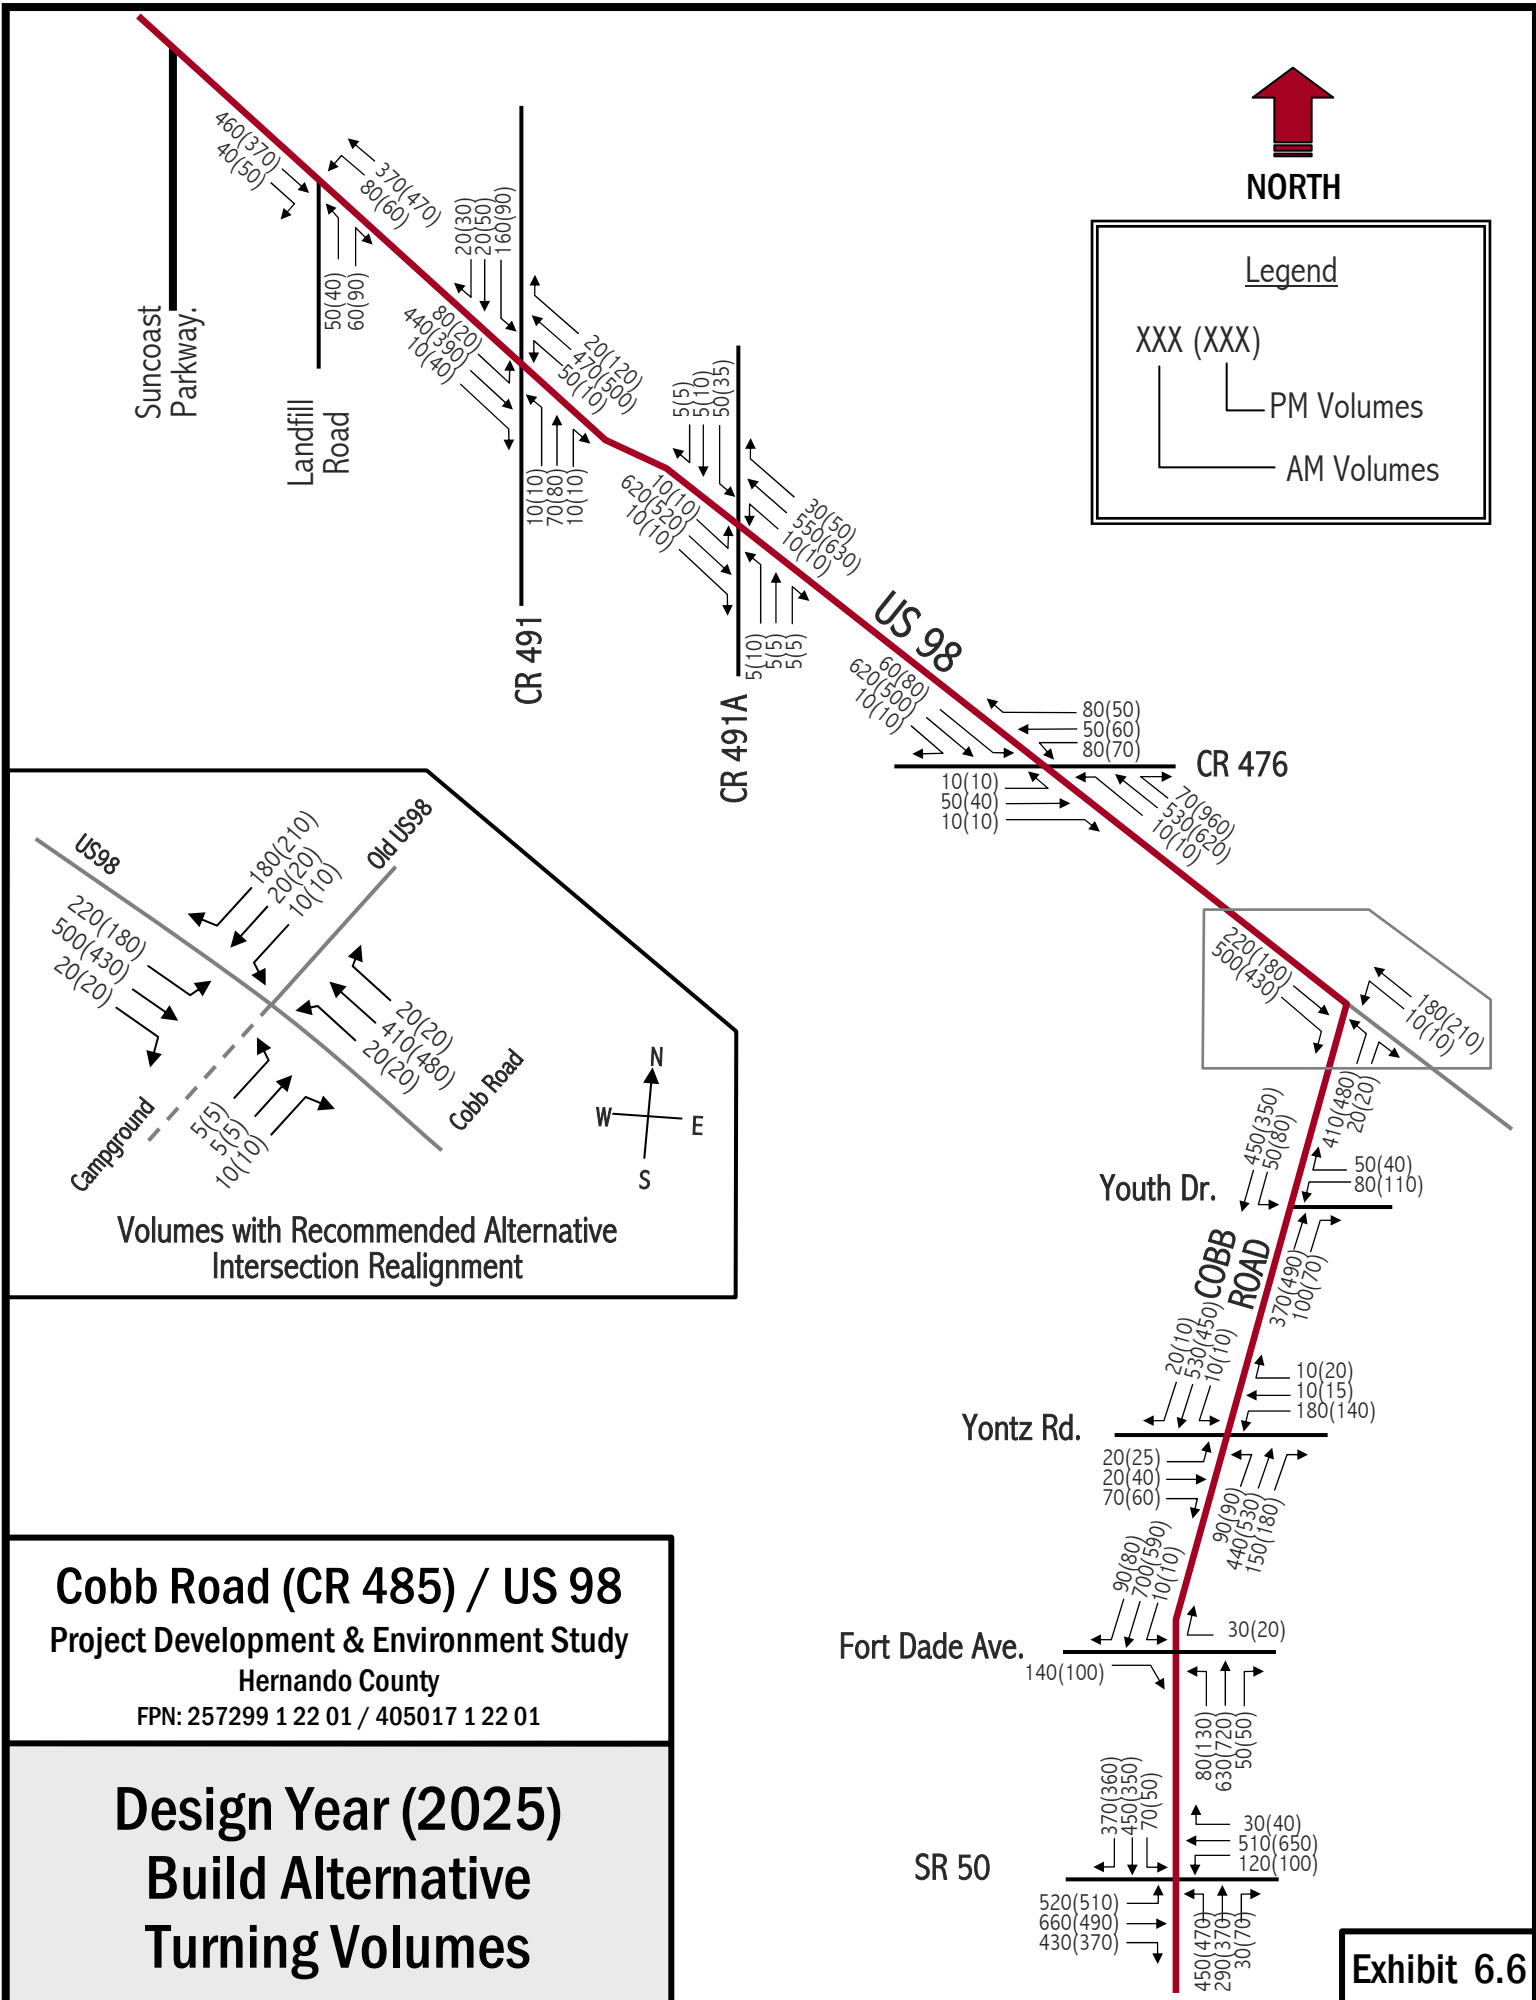 460(370)
40(50)
370(470)
80(60)
50(40)
60(90)
Suncoast
Parkway.
Landfill
Road
20(30)
20(50)
160(90)
80(20)
440(390)
10(40)
20(120)
470(500)
50(10)
10(10)
70(80)
10(10)
CR 491
5(5)
5(10)
50(35)
10(10)
620(520)
10(10)
30(50)
550(630)
10(10)
5(10)
5(5)
5(5)
CR 491A
NORTH
Legend
XXX (XXX)
PM Volumes
AM Volumes
US 98
60(80)
620(500)
10(10)
80(50)
50(60)
80(70)
CR 476
10(10)
50(40)
10(10)
70(960)
530(620)
10(10)
US98
Old US98
180(210)
20(20)
10(10)
220(180)
500(430)
20(20)
20(20)
410(480)
20(20)
5(5)
5(5)
10(10)
Campground
Cobb Road
N
W
E
S
Volumes with Recommended Alternative
Intersection Realignment
220(180)
500(430)
180(210)
10(10)
410(480)
20(20)
450(350)
50(80)
Youth Dr.
50(40)
80(110)
370(490)
100(70)
COBB
ROAD
20(10)
530(450)
10(10)
10(20)
10(15)
180(140)
Yontz Rd.
20(25)
20(40)
70(60)
90(90)
440(530)
150(180)
90(80)
700(590)
10(10)
30(20)
Fort Dade Ave.
140(100)
80(130)
630(720)
50(50)
370(360)
450(350)
70(50)
30(40)
510(650)
120(100)
SR 50
520(510)
660(490)
430(370)
450(470)
290(370)
30(70)
Cobb Road (CR 485) / US 98
Project Development & Environment Study
Hernando County
FPN: 257299 1 22 01 / 405017 1 22 01
Design Year (2025)
Build Alternative
Turning Volumes
Exhibit 6.6